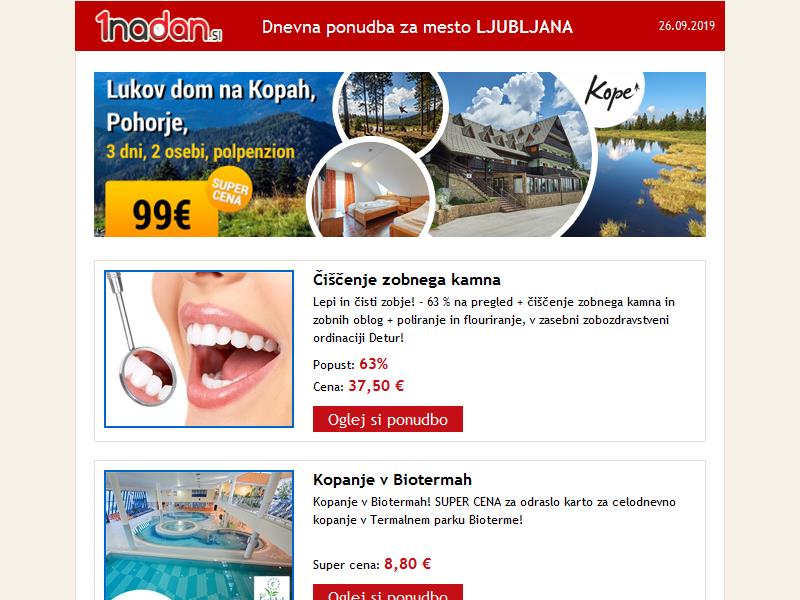 1nadan.SI
Dnevna ponudba za mesto LJUBLJANA
26.09.2019
Lukov dom na Kopah,
Pohorje,
3 dni, 2 osebi, polpenzion
SUPER
CENA
99€
Kope
Čiščenje zobnega kamna
Lepi in čisti zobje! - 63 % na pregled + čiščenje zobnega kamna in
zobnih oblog + poliranje in flouriranje, v zasebni zobozdravstveni
ordinaciji Detur!
Popust: 63%
Cena: 37,50 €
Oglej si ponudbo
Kopanje v Biotermah
Kopanje v Biotermah! SUPER CENA za odraslo karto za celodnevno
kopanje v Termalnem parku Bioterme!
Super cena: 8,80 €
Oglej si ponudbo